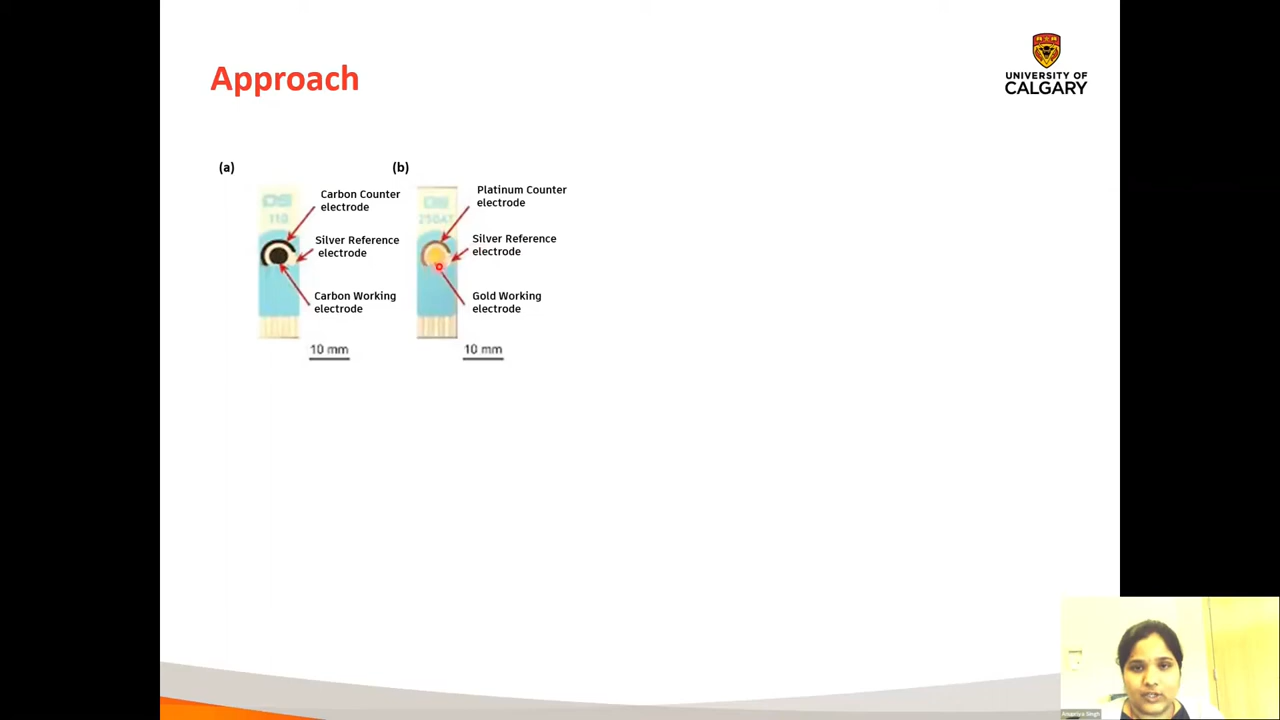 Approach
UNIVERSITY OF
CALGARY
(a)
Carbon Counter
electrode
Silver Reference
electrode
Carbon Working
electrode
110
10 mm
(b)
Platinum Counter
electrode
Silver Reference
electrode
Gold Working
electrode
10 mm